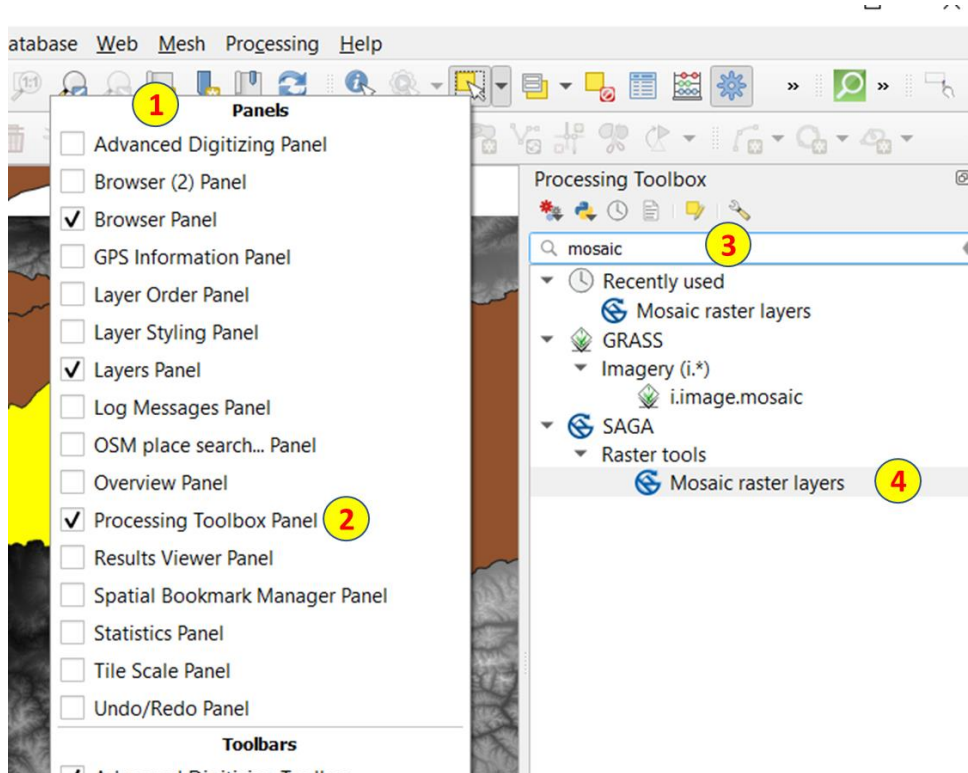 atabase Web Mesh Processing Help
1
Panels
Advanced Digitizing Panel
Browser (2) Panel
Browser Panel
GPS Information Panel
Layer Order Panel
Layer Styling Panel
Layers Panel
Log Messages Panel
OSM place search... Panel
Overview Panel
Processing Toolbox Panel 2
Results Viewer Panel
Spatial Bookmark Manager Panel
Statistics Panel
Tile Scale Panel
Undo/Redo Panel
Toolbars
Processing Toolbox
mosaic 3
Recently used
Mosaic raster layers
GRASS
Imagery (i.*)
i.image.mosaic
SAGA
Raster tools
Mosaic raster layers 4